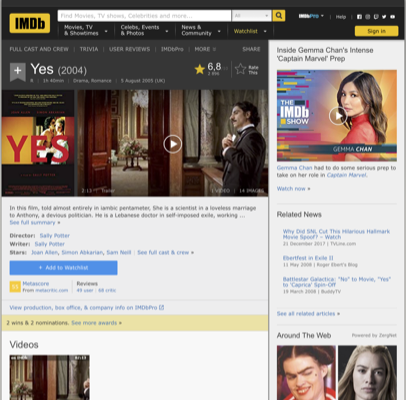 IMDb
Find Movies, TV shows, Celebrities and more...
All
IMDbPro
Help
Movies, TV
& Showtimes
Celebs, Events
& Photos
News &
Community
Watchlist
Sign in
FULL CAST AND CREW | TRIVIA | USER REVIEWS | IMDbPro | MORE
SHARE
Yes (2004)
6,8
Rate
This
1h 40min | Drama, Romance | 5 August 2005 (UK)
YES
Trailer
1 VIDEO | 14 IMAGES
In this film, told almost entirely in iambic pentameter, She is a scientist in a loveless marriage
to Anthony, a devious politician. He is a Lebanese doctor in self-imposed exile, working ...
See full summary »
Director: Sally Potter
Writer: Sally Potter
Stars: Joan Allen, Simon Abkarian, Sam Neill | See full cast & crew »
+ Add to Watchlist
Metascore
From metacritic.com
Reviews
49 user | 68 critic
View production, box office, & company info on IMDbPro
2 wins & 2 nominations. See more awards »
Videos
Inside Gemma Chan's Intense
'Captain Marvel' Prep
THE
IMDb
SHOW
GEMMA CHAN
Gemma Chan had to do some serious prep to
take on her role in Captain Marvel.
Watch now »
Related News
Why Did SNL Cut This Hilarious Hallmark
Movie Spoof? – Watch
21 December 2017 | TVLine.com
Ebertfest in Exile II
11 May 2008 | Roger Ebert's Blog
Battlestar Galactica: "No" to Movie, "Yes"
to 'Caprica' Spin-Off
19 March 2008 | BuddyTV
See all related articles »
Around The Web
Powered by ZergNet